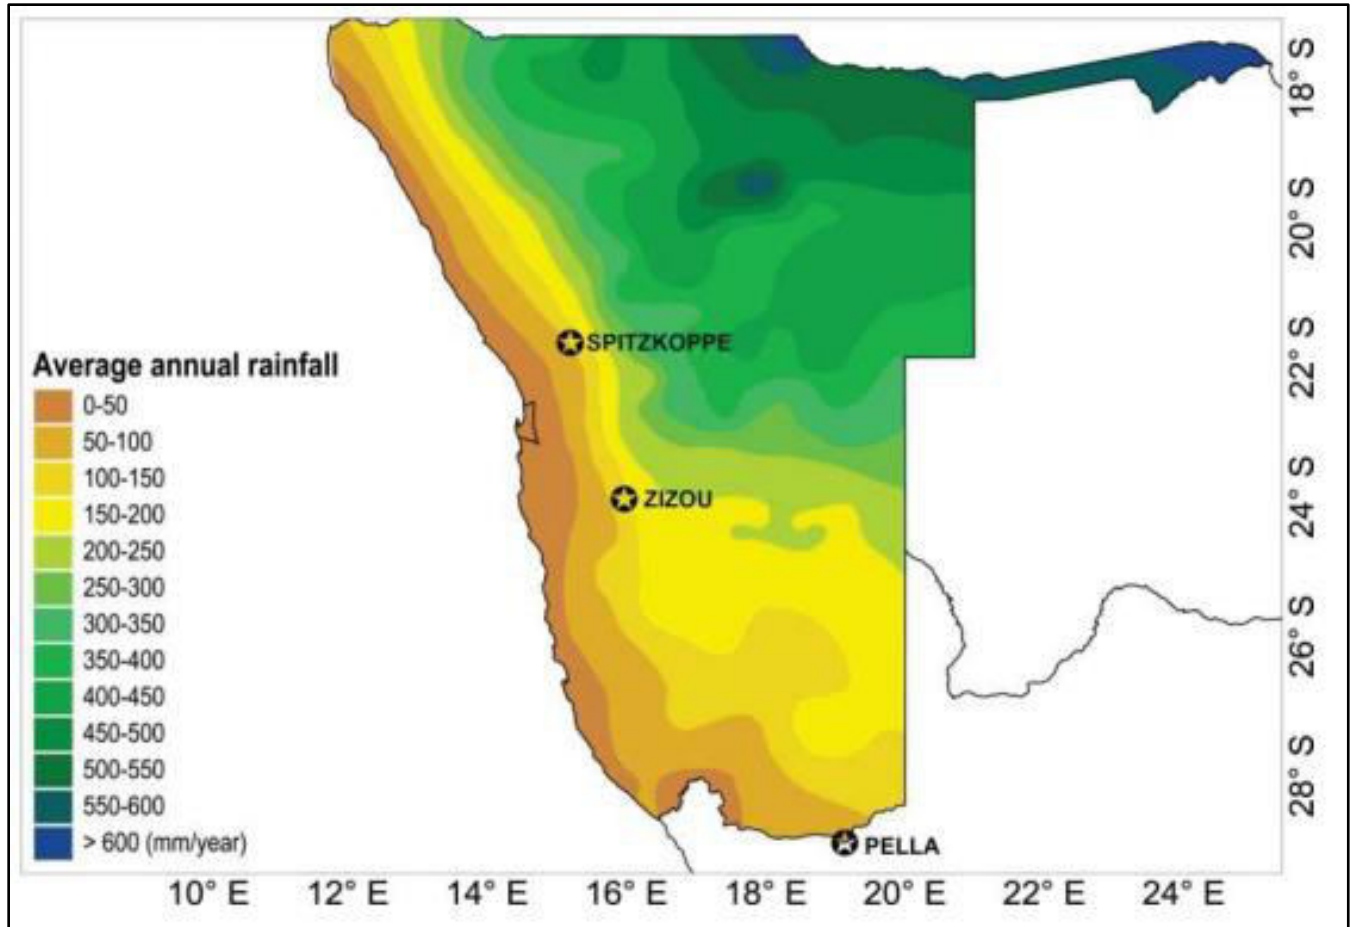 18° S
20° S
SPITZKOPPE
22° S
Average annual rainfall
0-50
50-100
100-150
150-200
200-250
250-300
300-350
350-400
400-450
450-500
500-550
550-600
> 600 (mm/year)
ZIZOU
24° S
26° S
28° S
PELLA
10° E 12° E 14° E 16° E 18° E 20° E 22° E 24° E